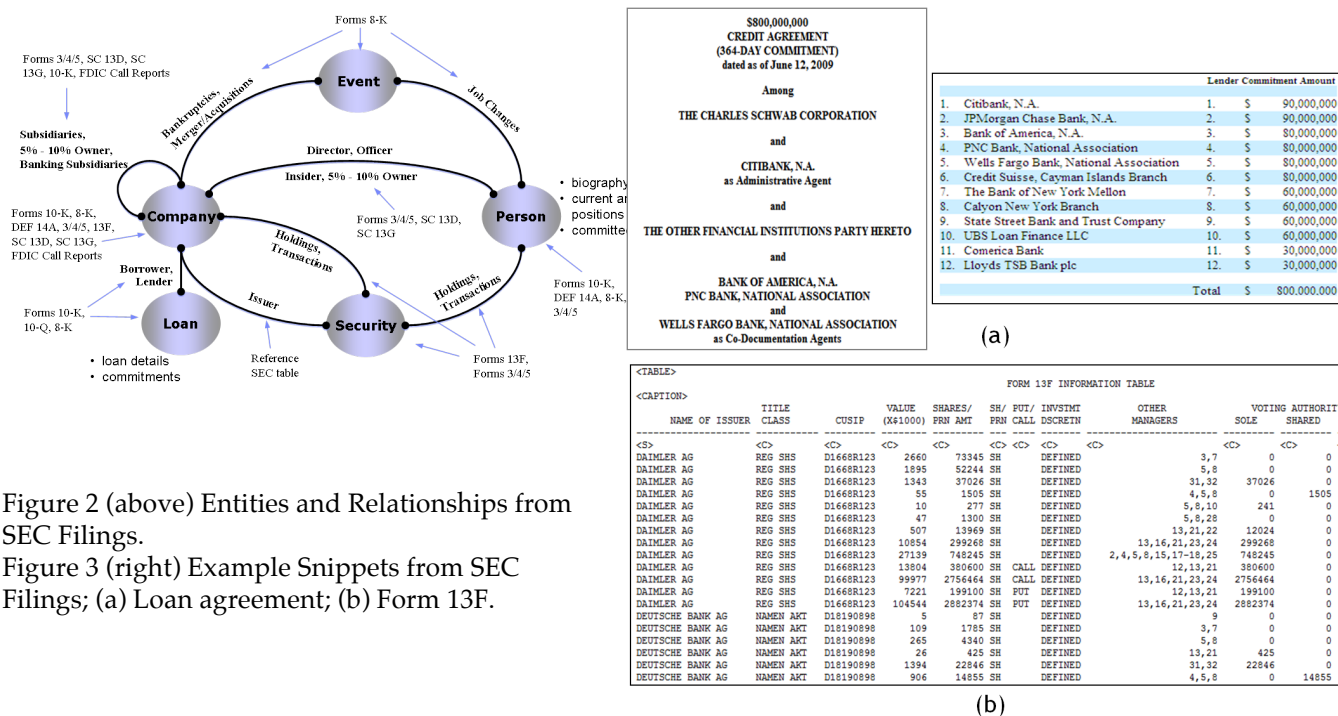 Forms 8-K
Forms 3/4/5, SC 13D, SC
13G, 10-K, FDIC Call Reports
Event
Bankruptcies,
Merger/Acquisitions
Job Changes
Subsidiaries,
5% - 10% Owner,
Banking Subsidiaries
Director, Officer
Insider, 5% - 10% Owner
Company
Person
• biography
• current
positions
•
Forms 10-K, 8-K,
DEF 14A, 3/4/5, 13F,
SC 13D, SC 13G,
FDIC Call Reports
Forms 3/4/5, SC 13D,
SC 13G
Holdings,
Transactions
Borrower,
Lender
Issuer
Holdings,
Transactions
Forms 10-K,
DEF 14A, 8-K,
3/4/5
Forms 10-K,
10-Q, 8-K
Loan
Security
• loan details
• commitments
Reference
SEC table
Forms 13F,
Forms 3/4/5
Figure 2 (above) Entities and Relationships from
SEC Filings.
Figure 3 (right) Example Snippets from SEC
Filings; (a) Loan agreement; (b) Form 13F.
$800,000,000
CREDIT AGREEMENT
(364-DAY COMMITMENT)
dated as of June 12, 2009
Among
THE CHARLES SCHWAB CORPORATION
and
CITIBANK, N.A.
as Administrative Agent
and
THE OTHER FINANCIAL INSTITUTIONS PARTY HERETO
and
BANK OF AMERICA, N.A.
PNC BANK, NATIONAL ASSOCIATION
and
WELLS FARGO BANK, NATIONAL ASSOCIATION
as Co-Documentation Agents
Lender Commitment Amount
1. Citibank, N.A. 1. $ 90,000,000
2. JPMorgan Chase Bank, N.A. 2. $ 90,000,000
3. Bank of America, N.A. 3. $ 80,000,000
4. PNC Bank, National Association 4. $ 80,000,000
5. Wells Fargo Bank, National Association 5. $ 80,000,000
6. Credit Suisse, Cayman Islands Branch 6. $ 80,000,000
7. The Bank of New York Mellon 7. $ 60,000,000
8. Calyon New York Branch 8. $ 60,000,000
9. State Street Bank and Trust Company 9. $ 60,000,000
10. UBS Loan Finance LLC 10. $ 60,000,000
11. Comerica Bank 11. $ 30,000,000
12. Lloyds TSB Bank plc 12. $ 30,000,000
Total $ 800.000.000
(a)
<TABLE>
FORM 13F INFORMATION TABLE
<CAPTION>
TITLE VALUE SHARES/ SH/ PUT/ INVSTMT OTHER VOTING AUTHORIT
NAME OF ISSUER CLASS CUSIP (X$1000) PRN AMT PRN CALL DSCRETN MANAGERS SOLE SHARED
<S> <C> <C> <C> <C> <C> <C> <C> <C> <C> <C>
DAIMLER AG REG SHS D1668R123 2660 73345 SH DEFINED 3,7 0 0
DAIMLER AG REG SHS D1668R123 1895 52244 SH DEFINED 5,8 0 0
DAIMLER AG REG SHS D1668R123 1343 37026 SH DEFINED 31,32 37026 0
DAIMLER AG REG SHS D1668R123 55 1505 SH DEFINED 4,5,8 0 1505
DAIMLER AG REG SHS D1668R123 10 277 SH DEFINED 5,8,10 241 0
DAIMLER AG REG SHS D1668R123 47 1300 SH DEFINED 5,8,28 0 0
DAIMLER AG REG SHS D1668R123 507 13969 SH DEFINED 13,21,22 12024 0
DAIMLER AG REG SHS D1668R123 10854 299268 SH DEFINED 13,16,21,23,24 299268 0
DAIMLER AG REG SHS D1668R123 27139 748245 SH DEFINED 2,4,5,8,15,17-18,25 748245 0
DAIMLER AG REG SHS D1668R123 13804 380600 SH CALL DEFINED 12,13,21 380600 0
DAIMLER AG REG SHS D1668R123 99977 2756464 SH CALL DEFINED 13,16,21,23,24 2756464 0
DAIMLER AG REG SHS D1668R123 7221 199100 SH PUT DEFINED 12,13,21 199100 0
DAIMLER AG REG SHS D1668R123 104544 2882374 SH PUT DEFINED 13,16,21,23,24 2882374 0
DEUTSCHE BANK AG NAMEN AKT D18190898 5 87 SH DEFINED 9 0 0
DEUTSCHE BANK AG NAMEN AKT D18190898 109 1785 SH DEFINED 3,7 0 0
DEUTSCHE BANK AG NAMEN AKT D18190898 265 4340 SH DEFINED 5,8 0 0
DEUTSCHE BANK AG NAMEN AKT D18190898 26 425 SH DEFINED 13,21 425 0
DEUTSCHE BANK AG NAMEN AKT D18190898 1394 22846 SH DEFINED 31,32 22846 0
DEUTSCHE BANK AG NAMEN AKT D18190898 906 14855 SH DEFINED 4,5,8 0 14855
(b)